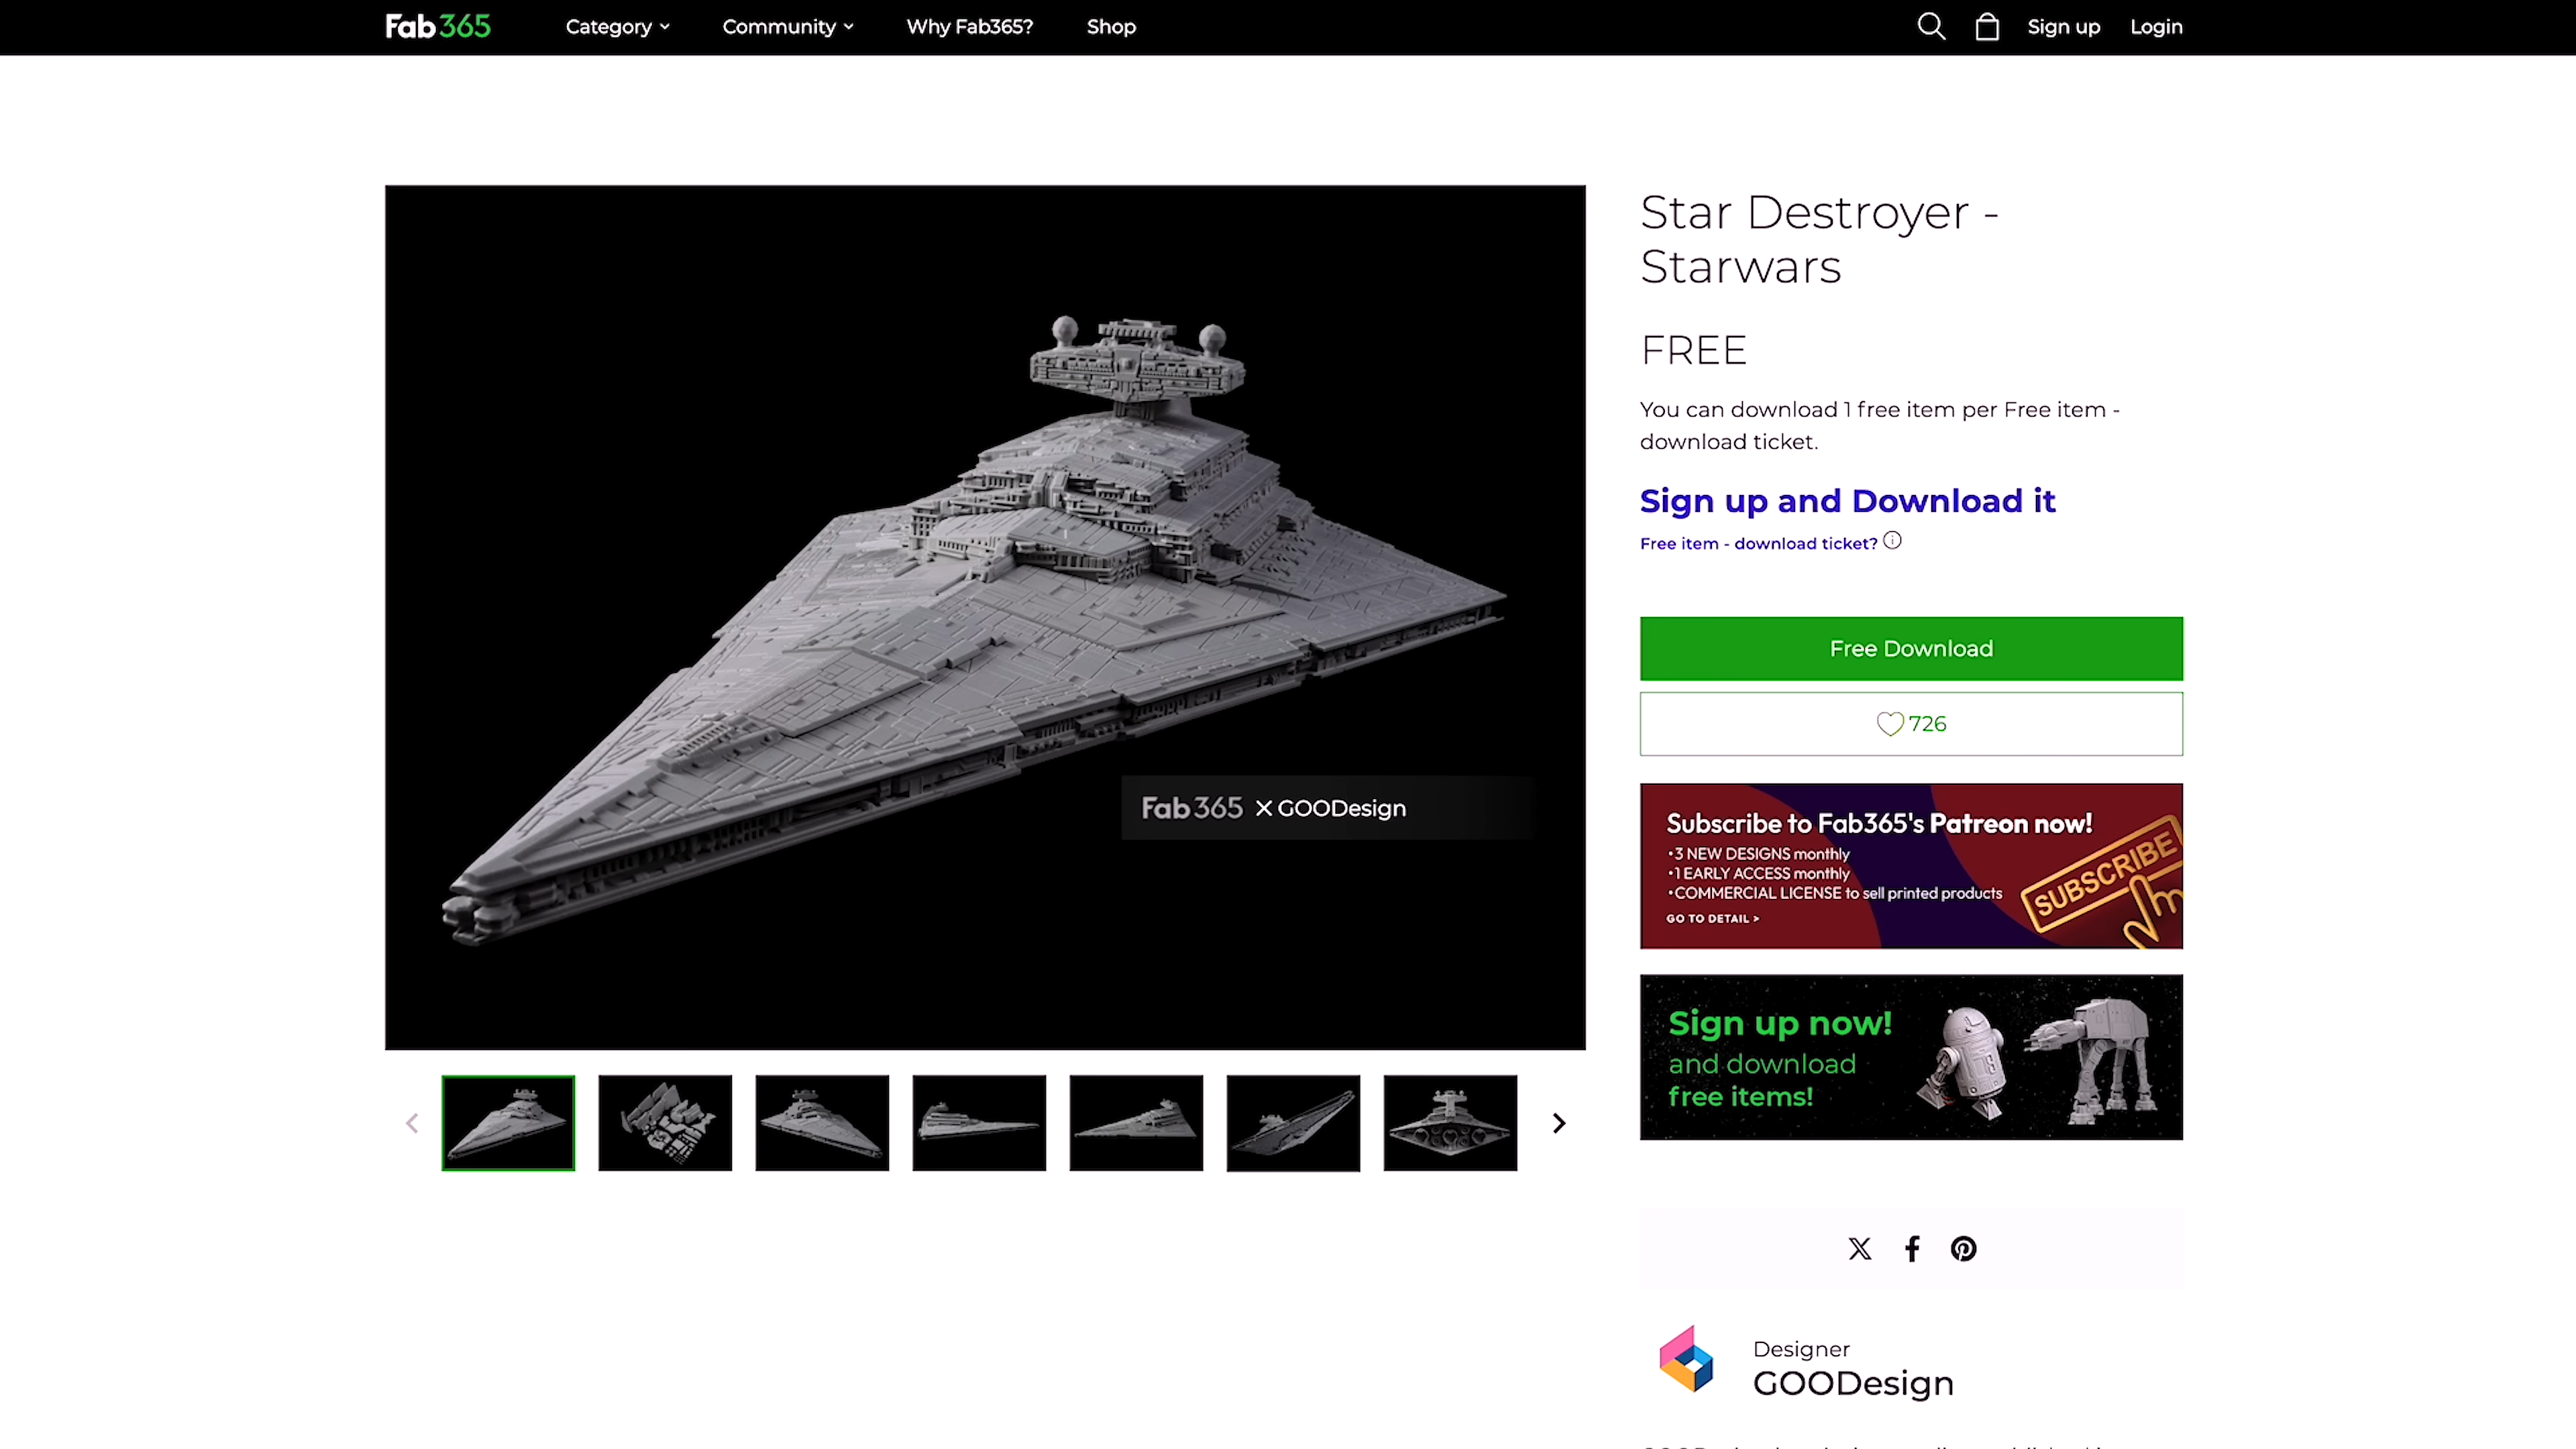 Fab365
Category
Community
Why Fab365?
Shop
Sign up
Login
Star Destroyer -
Starwars
FREE
You can download 1 free item per Free item -
download ticket.
Sign up and Download it
Free item - download ticket?
Free Download
726
Fab365 X GOODesign
Subscribe to Fab365's Patreon now!
•3 NEW DESIGNS monthly
•1 EARLY ACCESS monthly
•COMMERCIAL LICENSE to sell printed products
GO TO DETAIL >
SUBSCRIBE
Sign up now!
and download
free items!
Designer
GOODesign